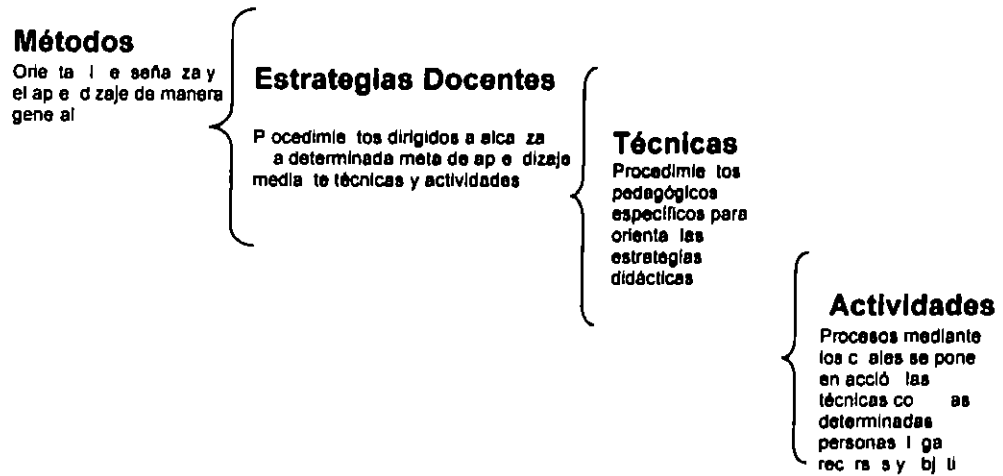 Métodos
Orie ta l e seña za y
el ap e d zaje de manera
gene al
Estrategias Docentes
P ocedimie tos dirigidos a alca za
a determinada meta de ap e dizaje
media te técnicas y actividades
Técnicas
Procedimie tos
pedagógicos
específicos para
orienta las
estrategias
didácticas
Actividades
Procesos mediante
los c ales se pone
en acció las
técnicas co as
determinadas
personas l ga
rec rs s y bj ti